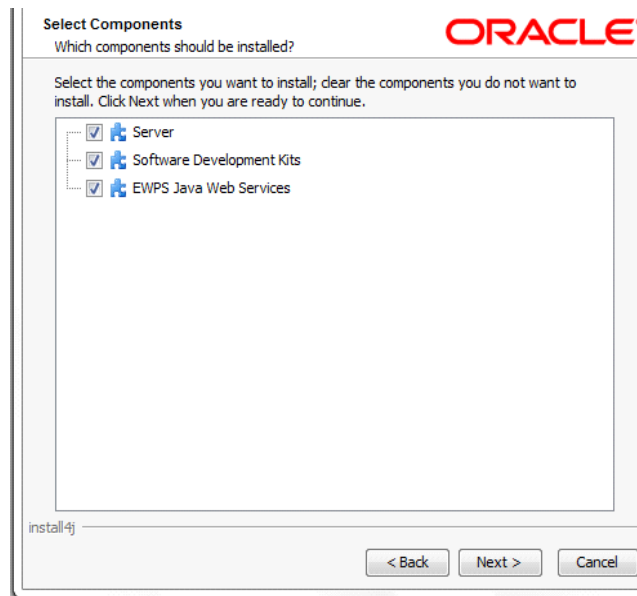 Select Components
Which components should be installed?
ORACLE
Select the components you want to install; clear the components you do not want to
install. Click Next when you are ready to continue.
Server
Software Development Kits
EWPS Java Web Services
install4j
< Back
Next >
Cancel